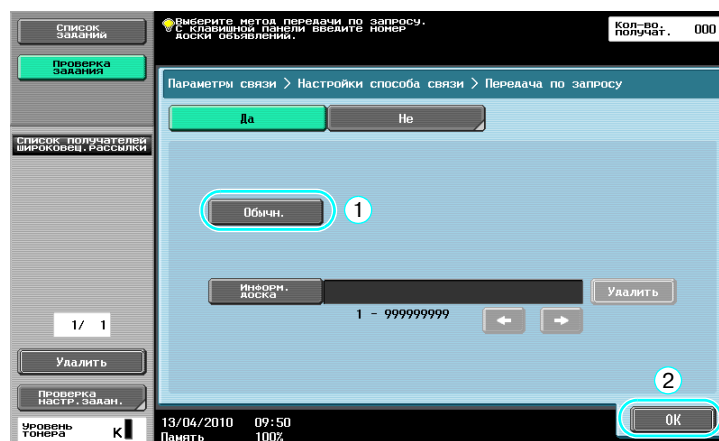 Список
заданий
Выберите метод передачи по запросу.
С клавишной панели введите номер
доски объявлений.
Кол-во.
получат.
000
Проверка
задания
Параметры связи > Настройки способа связи > Передача по запросу
Да
Не
Список получателей
широковещ.рассылки
Обычн.
1
Информ.
доска
Удалить
1 - 999999999
1/ 1
Удалить
2
Проверка
настр.задан.
OK
Уровень
тонера
K
13/04/2010 09:50
Память 100%